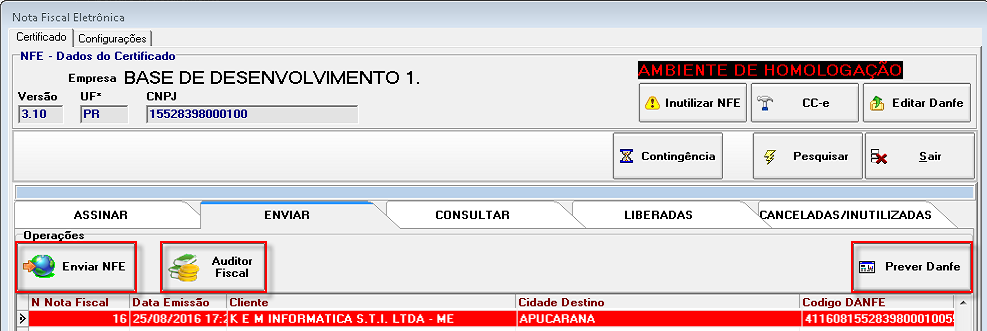 Nota Fiscal Eletrônica
Certificado Configurações
NFE - Dados do Certificado
Empresa BASE DE DESENVOLVIMENTO 1.
AMBIENTE DE HOMOLOGAÇÃO
Versão UF* CNPJ
3.10 PR 15528398000100
Inutilizar NFE CC-e Editar Danfe
Contingência Pesquisar Sair
ASSINAR ENVIAR CONSULTAR LIBERADAS CANCELADAS/INUTILIZADAS
Operações
Enviar NFE Auditor Fiscal Prever Danfe
N Nota Fiscal Data Emissão Cliente Cidade Destino Codigo DANFE
16 25/08/2016 17:2 K E M INFORMATICA S.T.I. LTDA - ME APUCARANA 4116081552839800010055